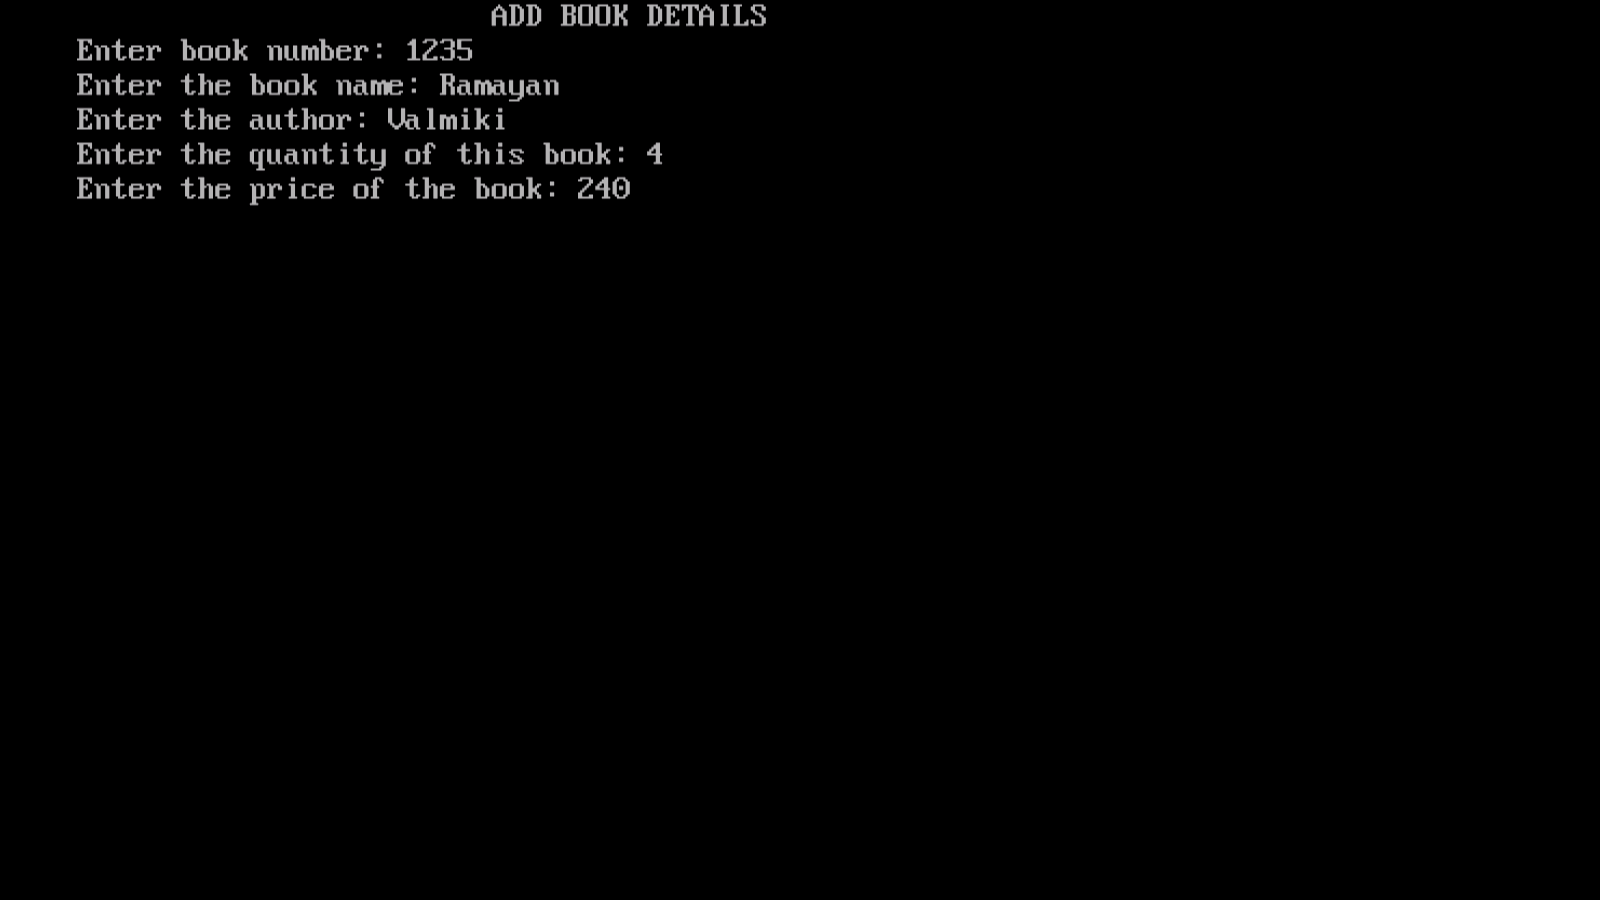 ADD BOOK DETAILS
Enter book number: 1235
Enter the book name: Ramayan
Enter the author: Valmiki
Enter the quantity of this book: 4
Enter the price of the book: 240